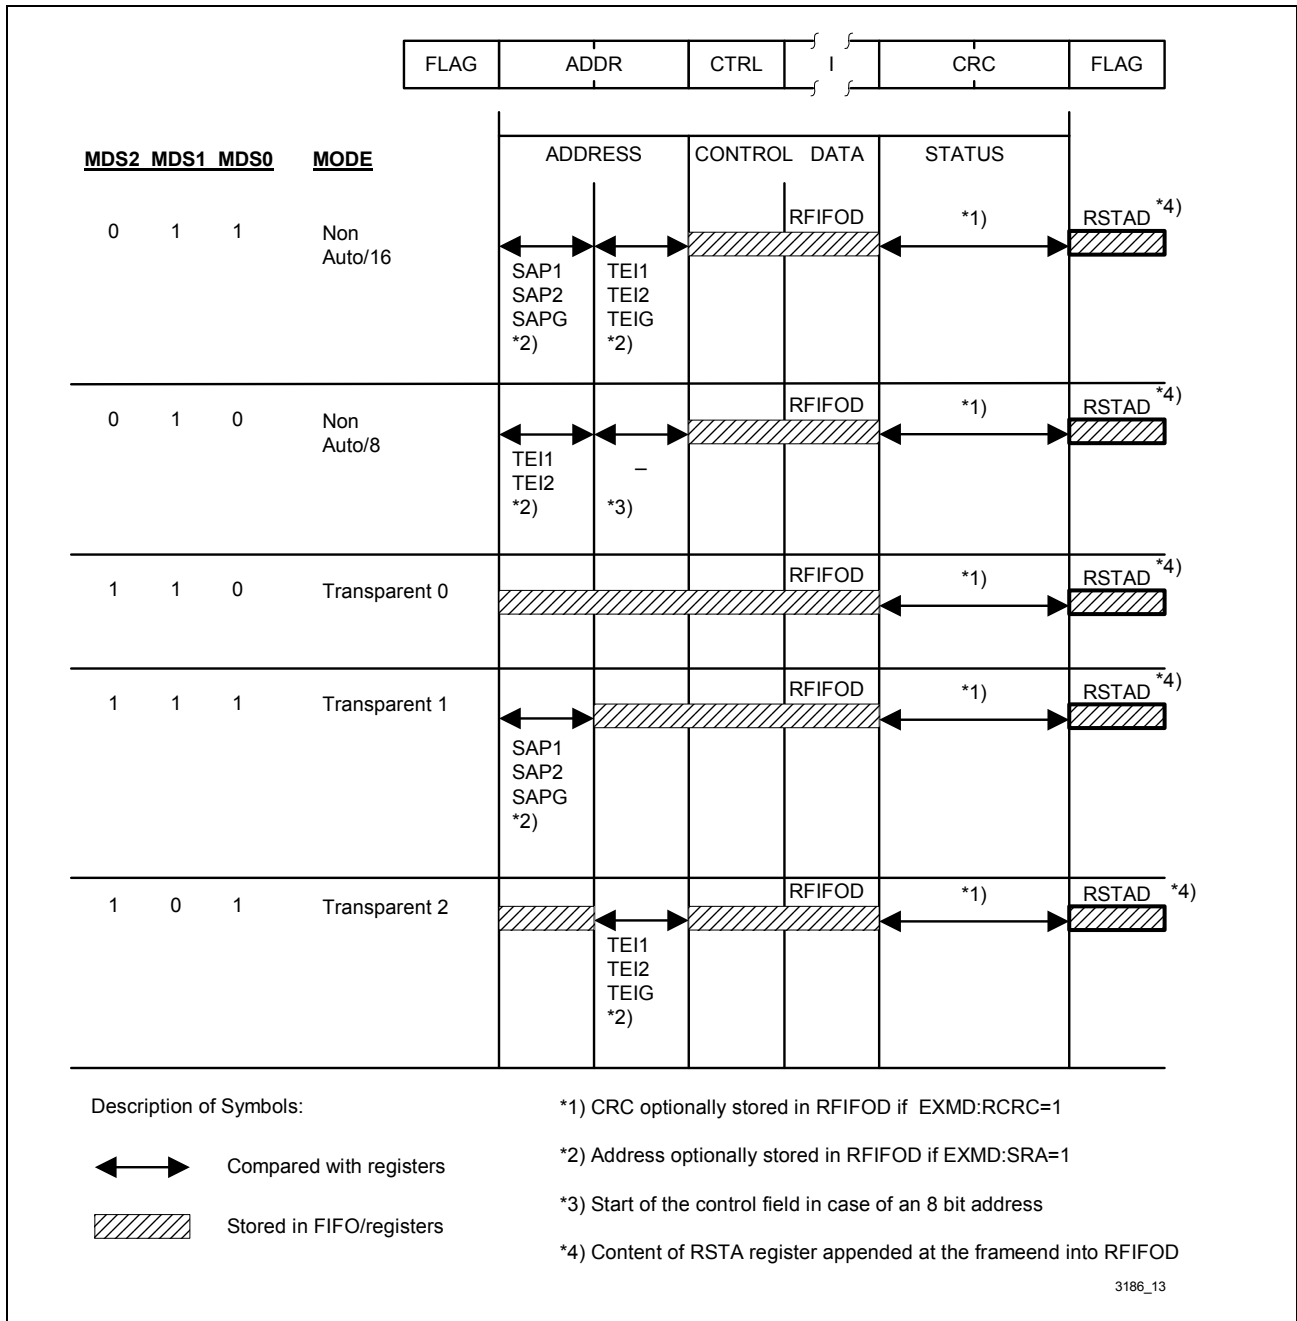 FLAG ADDR CTRL I CRC FLAG
MDS2 MDS1 MDS0 MODE ADDRESS CONTROL DATA STATUS
0 1 1 Non Auto/16 RFIFOD *1) RSTAD *4)
SAP1 TEI1
SAP2 TEI2
SAPG TEIG
*2) *2)
0 1 0 Non Auto/8 RFIFOD *1) RSTAD *4)
TEI1 –
TEI2
*2) *3)
1 1 0 Transparent 0 RFIFOD *1) RSTAD *4)
1 1 1 Transparent 1 RFIFOD *1) RSTAD *4)
SAP1
SAP2
SAPG
*2)
1 0 1 Transparent 2 RFIFOD *1) RSTAD *4)
TEI1
TEI2
TEIG
*2)
Description of Symbols:
Compared with registers
Stored in FIFO/registers
*1) CRC optionally stored in RFIFOD if EXMD:RCRC=1
*2) Address optionally stored in RFIFOD if EXMD:SRA=1
*3) Start of the control field in case of an 8 bit address
*4) Content of RSTA register appended at the frameend into RFIFOD
3186_13